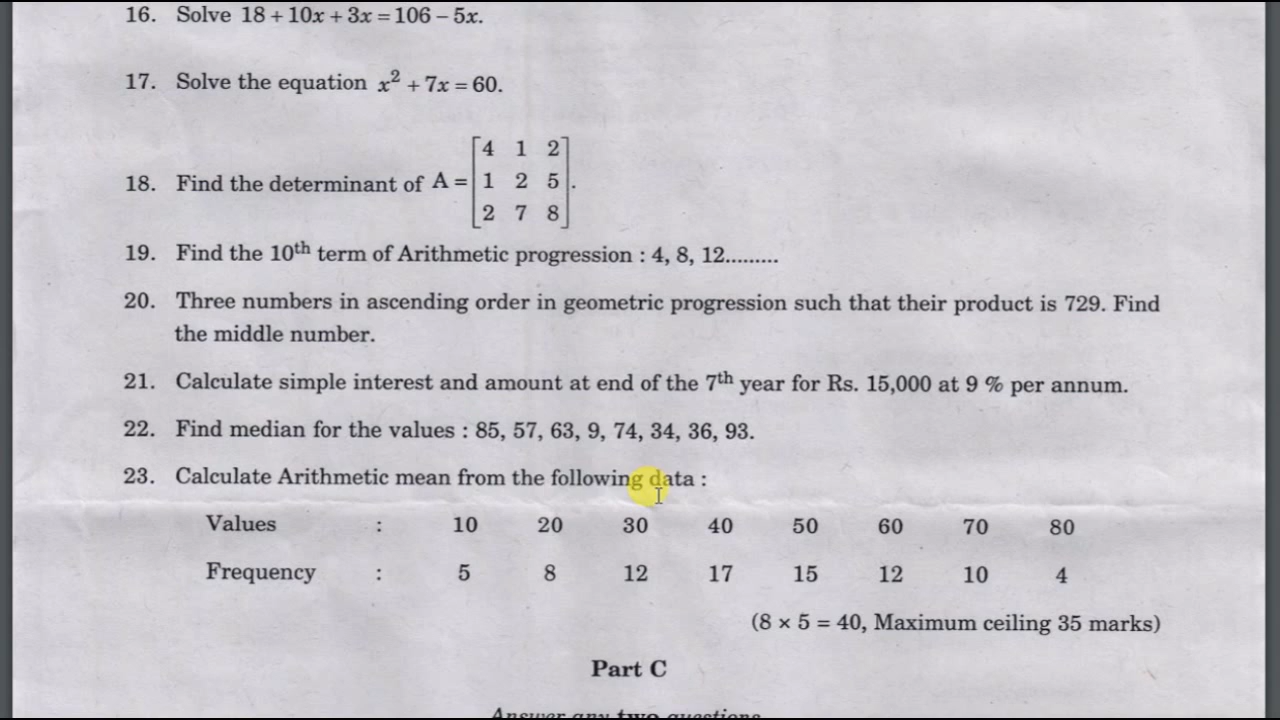 16. Solve 18 + 10x + 3x = 106 – 5x.
17. Solve the equation x² + 7x = 60.
18. Find the determinant of A = [4 1 2
1 2 5
2 7 8].
19. Find the 10th term of Arithmetic progression : 4, 8, 12.........
20. Three numbers in ascending order in geometric progression such that their product is 729. Find
the middle number.
21. Calculate simple interest and amount at end of the 7th year for Rs. 15,000 at 9 % per annum.
22. Find median for the values : 85, 57, 63, 9, 74, 34, 36, 93.
23. Calculate Arithmetic mean from the following data :
Values : 10 20 30 40 50 60 70 80
Frequency : 5 8 12 17 15 12 10 4
(8 × 5 = 40, Maximum ceiling 35 marks)
Part C
Answer any two questions